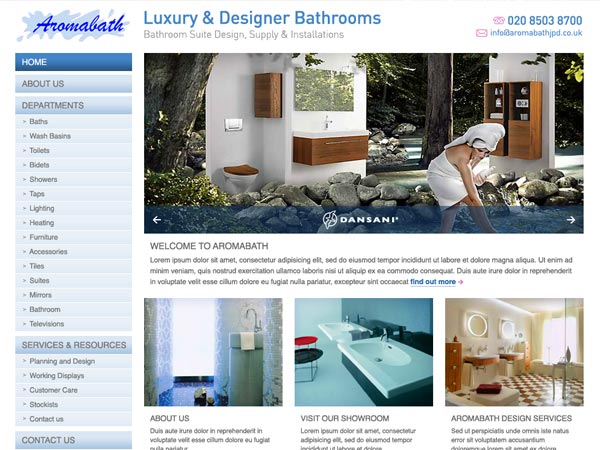 Aromabath
Luxury & Designer Bathrooms
Bathroom Suite Design, Supply & Installations
020 8503 8700
info@aromabathjpd.co.uk
HOME
ABOUT US
DEPARTMENTS
> Baths
> Wash Basins
> Toilets
> Bidets
> Showers
> Taps
> Lighting
> Heating
> Furniture
> Accessories
> Tiles
> Suites
> Mirrors
> Bathroom
> Televisions
SERVICES & RESOURCES
> Planning and Design
> Working Displays
> Customer Care
> Stockists
> Contact us
CONTACT US
DANSANI®
WELCOME TO AROMABATH
Lorem ipsum dolor sit amet, consectetur adipisicing elit, sed do eiusmod tempor incididunt ut labore et dolore magna aliqua. Ut enim ad
minim veniam, quis nostrud exercitation ullamco laboris nisi ut aliquip ex ea commodo consequat. Duis aute irure dolor in reprehenderit
in voluptate velit esse cillum dolore eu fugiat nulla pariatur, excepteur sint occaecat find out more
ABOUT US
Duis aute irure dolor in
reprehenderit in voluptate velit
esse cillum dolore eu fugiat
nulla pariatur.
VISIT OUR SHOWROOM
Lorem ipsum dolor sit amet,
consectetur adipisicing elit, sed
do eiusmod tempor incididunt
ut labore et dolore magna
AROMABATH DESIGN SERVICES
Sed ut perspiciatis unde omnis iste natus
error sit voluptatem accusantium
doloremque laudantium, totam rem